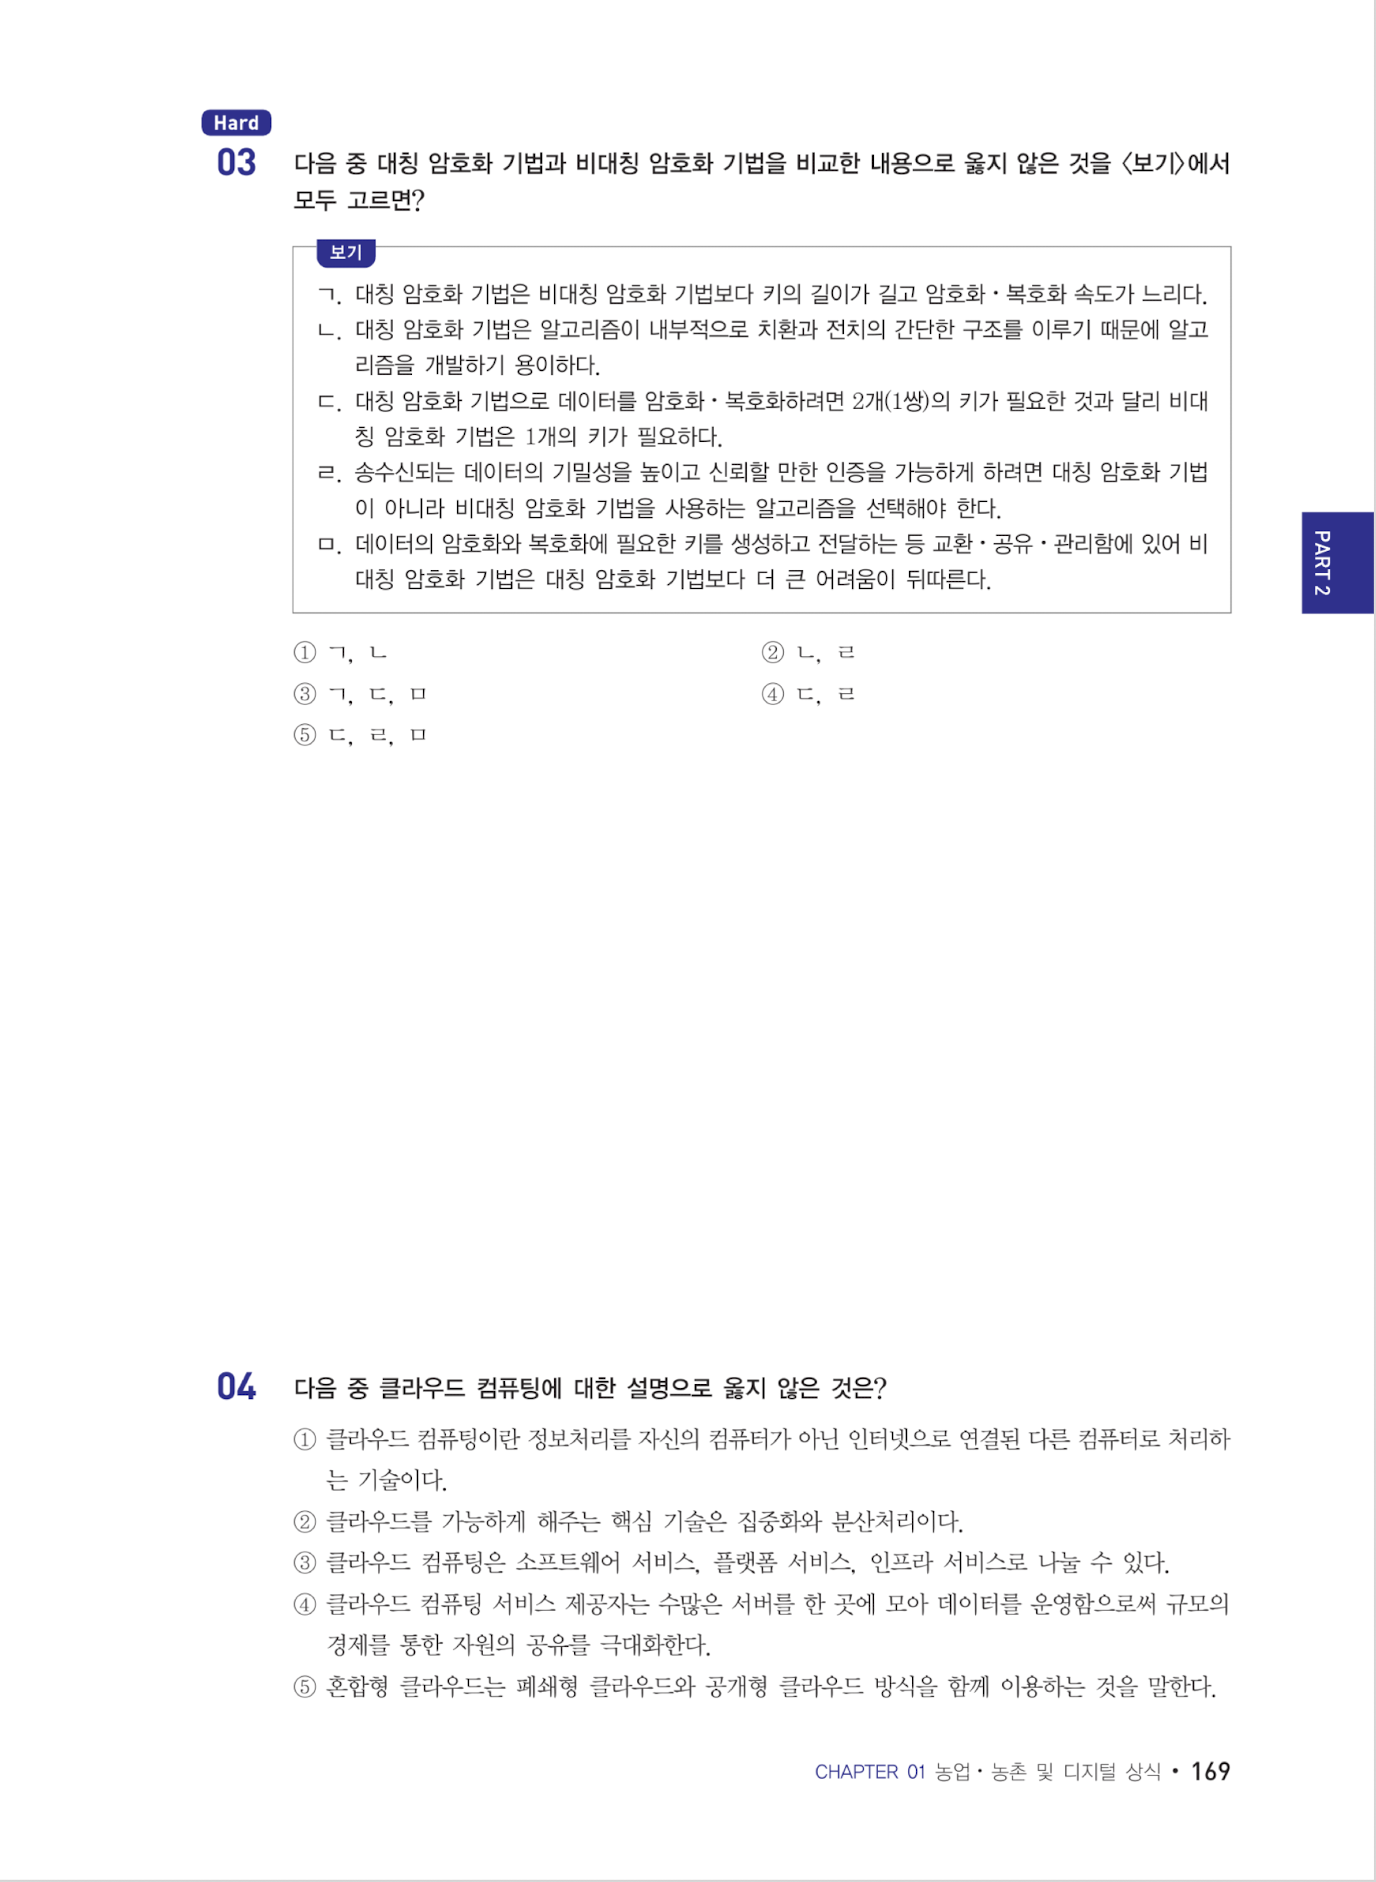 Hard
03 다음 중 대칭 암호화 기법과 비대칭 암호화 기법을 비교한 내용으로 옳지 않은 것을 〈보기〉에서
모두 고르면?
보기
ㄱ. 대칭 암호화 기법은 비대칭 암호화 기법보다 키의 길이가 길고 암호화・복호화 속도가 느리다.
ㄴ. 대칭 암호화 기법은 알고리즘이 내부적으로 치환과 전치의 간단한 구조를 이루기 때문에 알고
리즘을 개발하기 용이하다.
ㄷ. 대칭 암호화 기법으로 데이터를 암호화・복호화하려면 2개(1쌍)의 키가 필요한 것과 달리 비대
칭 암호화 기법은 1개의 키가 필요하다.
ㄹ. 송수신되는 데이터의 기밀성을 높이고 신뢰할 만한 인증을 가능하게 하려면 대칭 암호화 기법
이 아니라 비대칭 암호화 기법을 사용하는 알고리즘을 선택해야 한다.
ㅁ. 데이터의 암호화와 복호화에 필요한 키를 생성하고 전달하는 등 교환・공유・관리함에 있어 비
대칭 암호화 기법은 대칭 암호화 기법보다 더 큰 어려움이 뒤따른다.
① ㄱ, ㄴ ② ㄴ, ㄹ
③ ㄱ, ㄷ, ㅁ ④ ㄷ, ㄹ
⑤ ㄷ, ㄹ, ㅁ
PART 2
04 다음 중 클라우드 컴퓨팅에 대한 설명으로 옳지 않은 것은?
① 클라우드 컴퓨팅이란 정보처리를 자신의 컴퓨터가 아닌 인터넷으로 연결된 다른 컴퓨터로 처리하
는 기술이다.
② 클라우드를 가능하게 해주는 핵심 기술은 집중화와 분산처리이다.
③ 클라우드 컴퓨팅은 소프트웨어 서비스, 플랫폼 서비스, 인프라 서비스로 나눌 수 있다.
④ 클라우드 컴퓨팅 서비스 제공자는 수많은 서버를 한 곳에 모아 데이터를 운영함으로써 규모의
경제를 통한 자원의 공유를 극대화한다.
⑤ 혼합형 클라우드는 폐쇄형 클라우드와 공개형 클라우드 방식을 함께 이용하는 것을 말한다.
CHAPTER 01 농업・농촌 및 디지털 상식 • 169